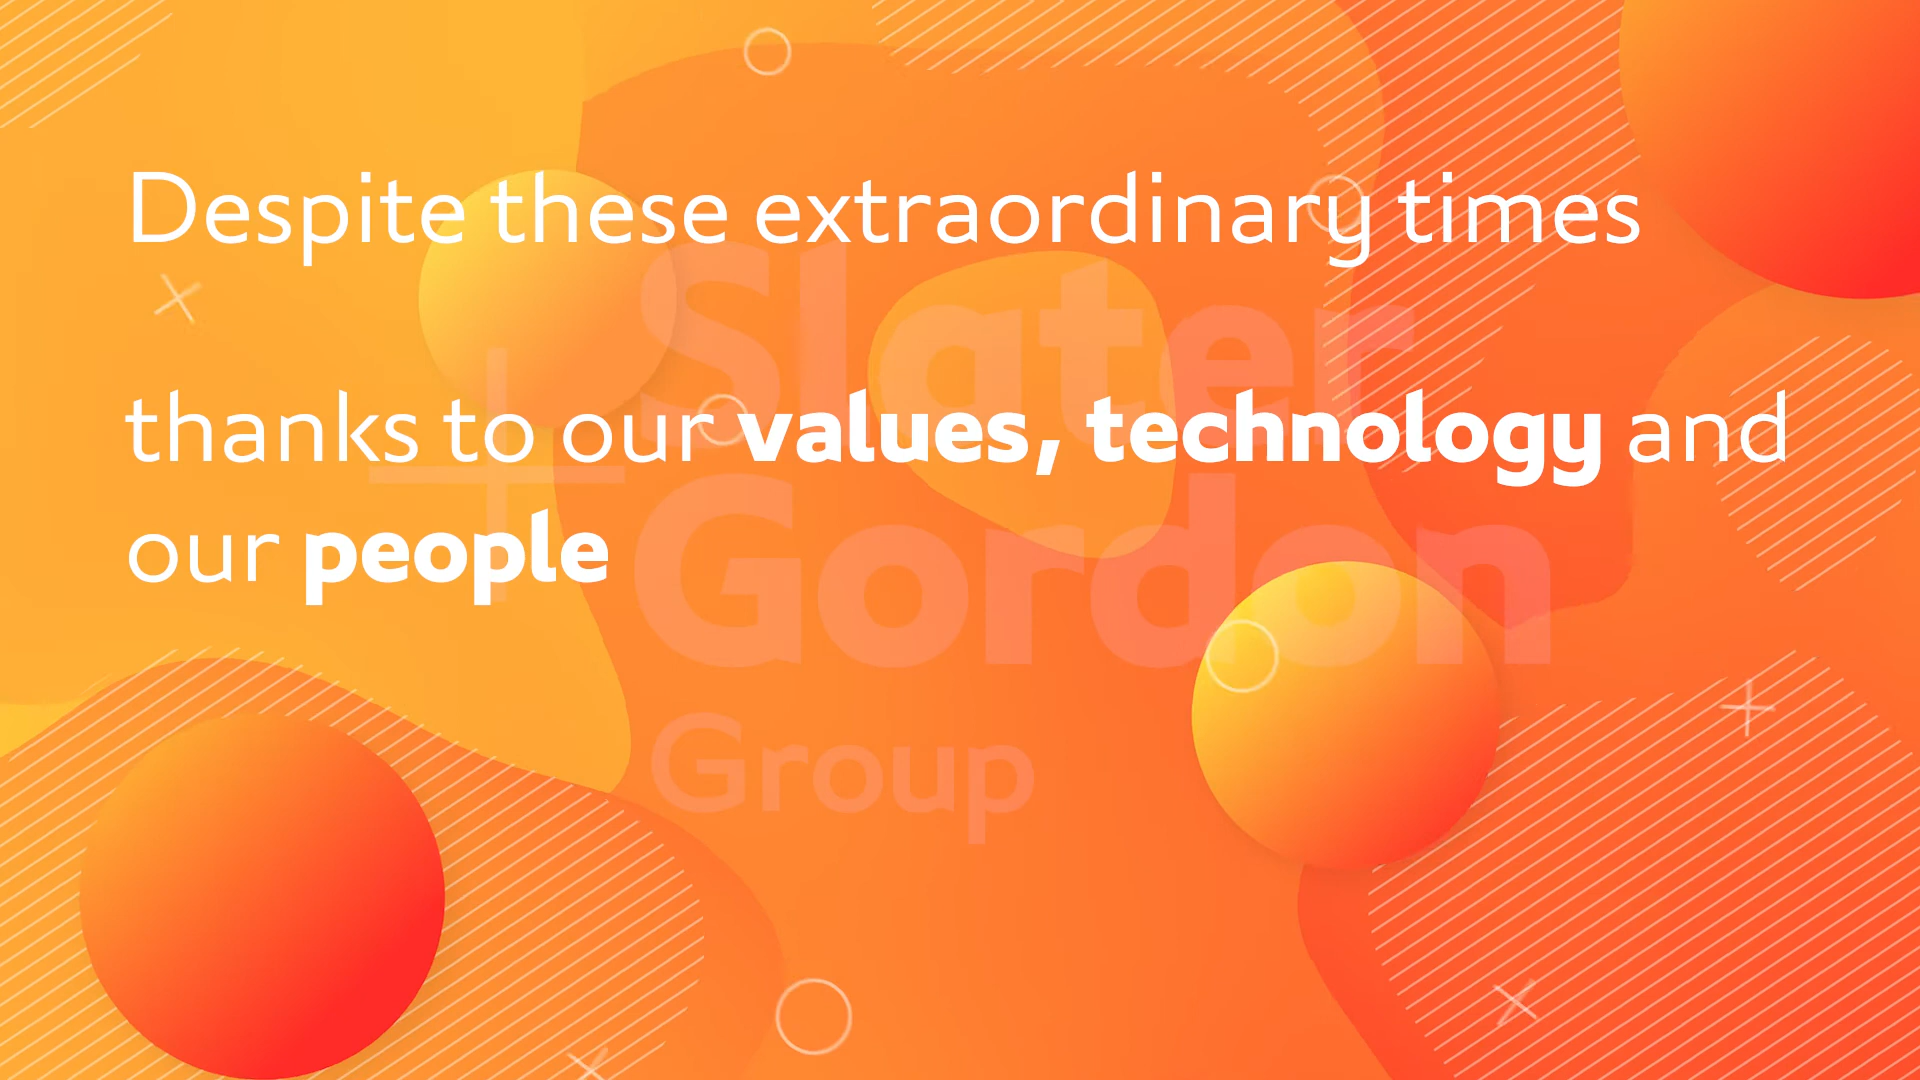 Despite these extraordinary times
thanks to our values, technology and
our people
Slater
Gordon
Group